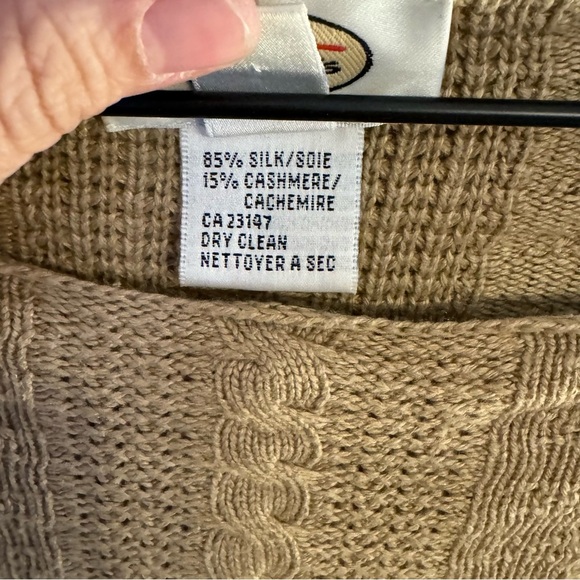 85% SILK/SOIE
15% CASHMERE/
CACHEMIRE
CA 23147
DRY CLEAN
NETTOYER A SEC